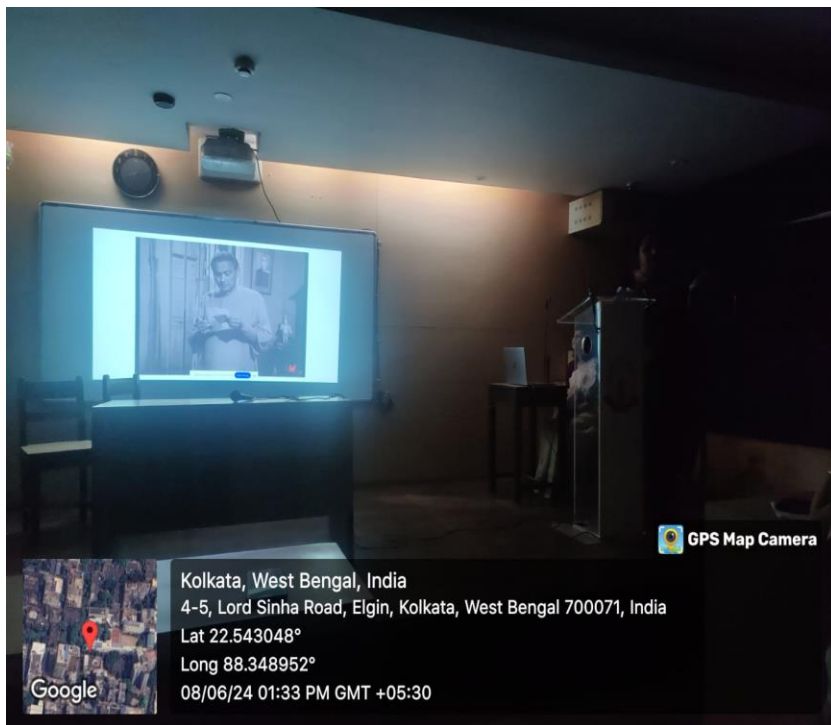 GPS Map Camera
Kolkata, West Bengal, India
4-5, Lord Sinha Road, Elgin, Kolkata, West Bengal 700071, India
Lat 22.543048°
Long 88.348952°
08/06/24 01:33 PM GMT +05:30
Google